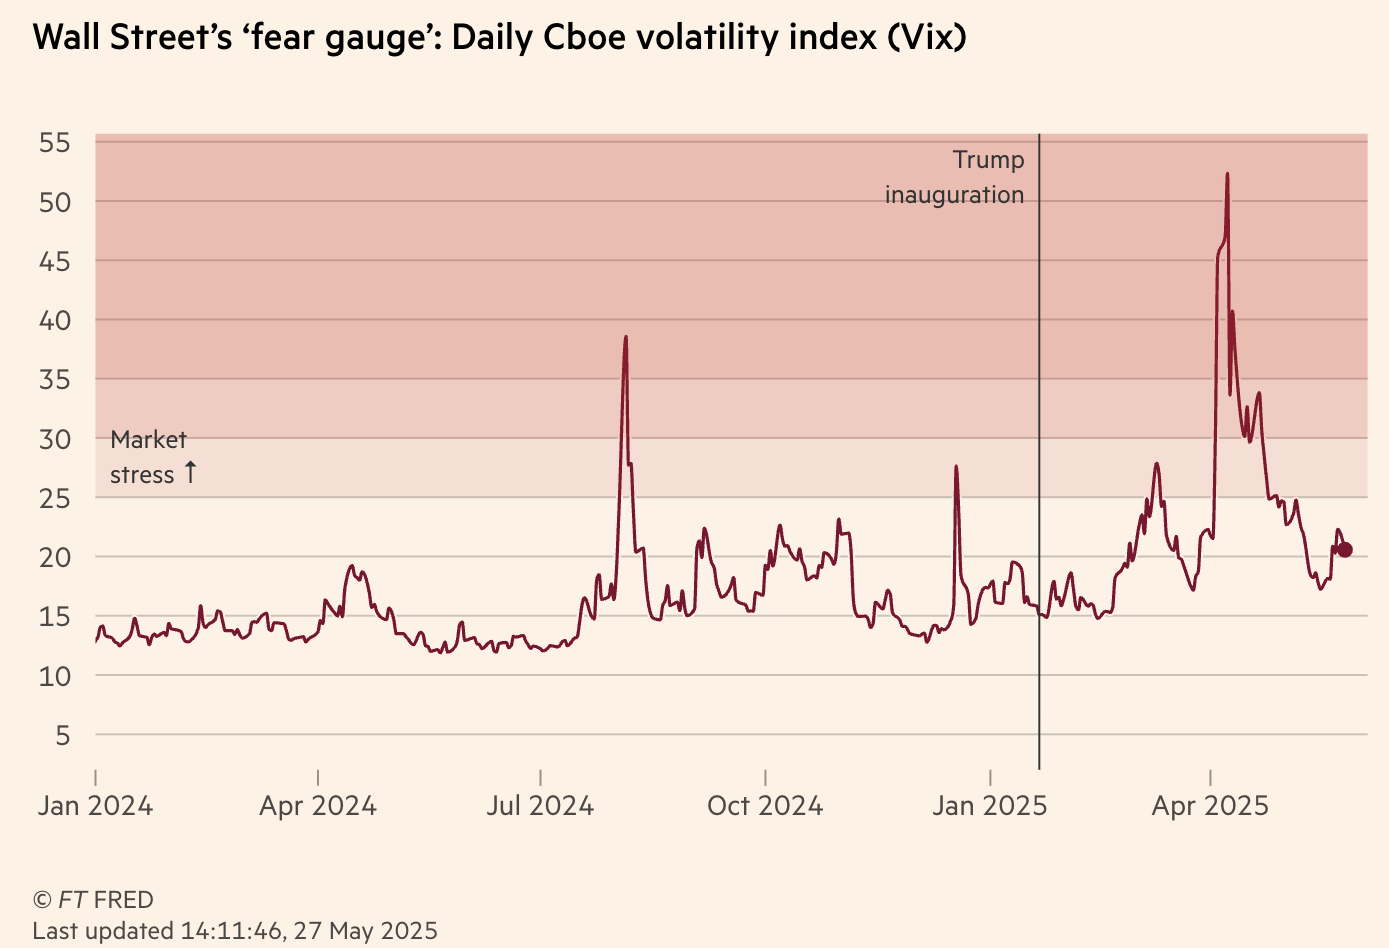 Wall Street’s ‘fear gauge’: Daily Cboe volatility index (Vix)
55
Trump
inauguration
50
45
40
35
30
Market
stress ↑
25
20
15
10
5
Jan 2024
Apr 2024
Jul 2024
Oct 2024
Jan 2025
Apr 2025
© FT FRED
Last updated 14:11:46, 27 May 2025